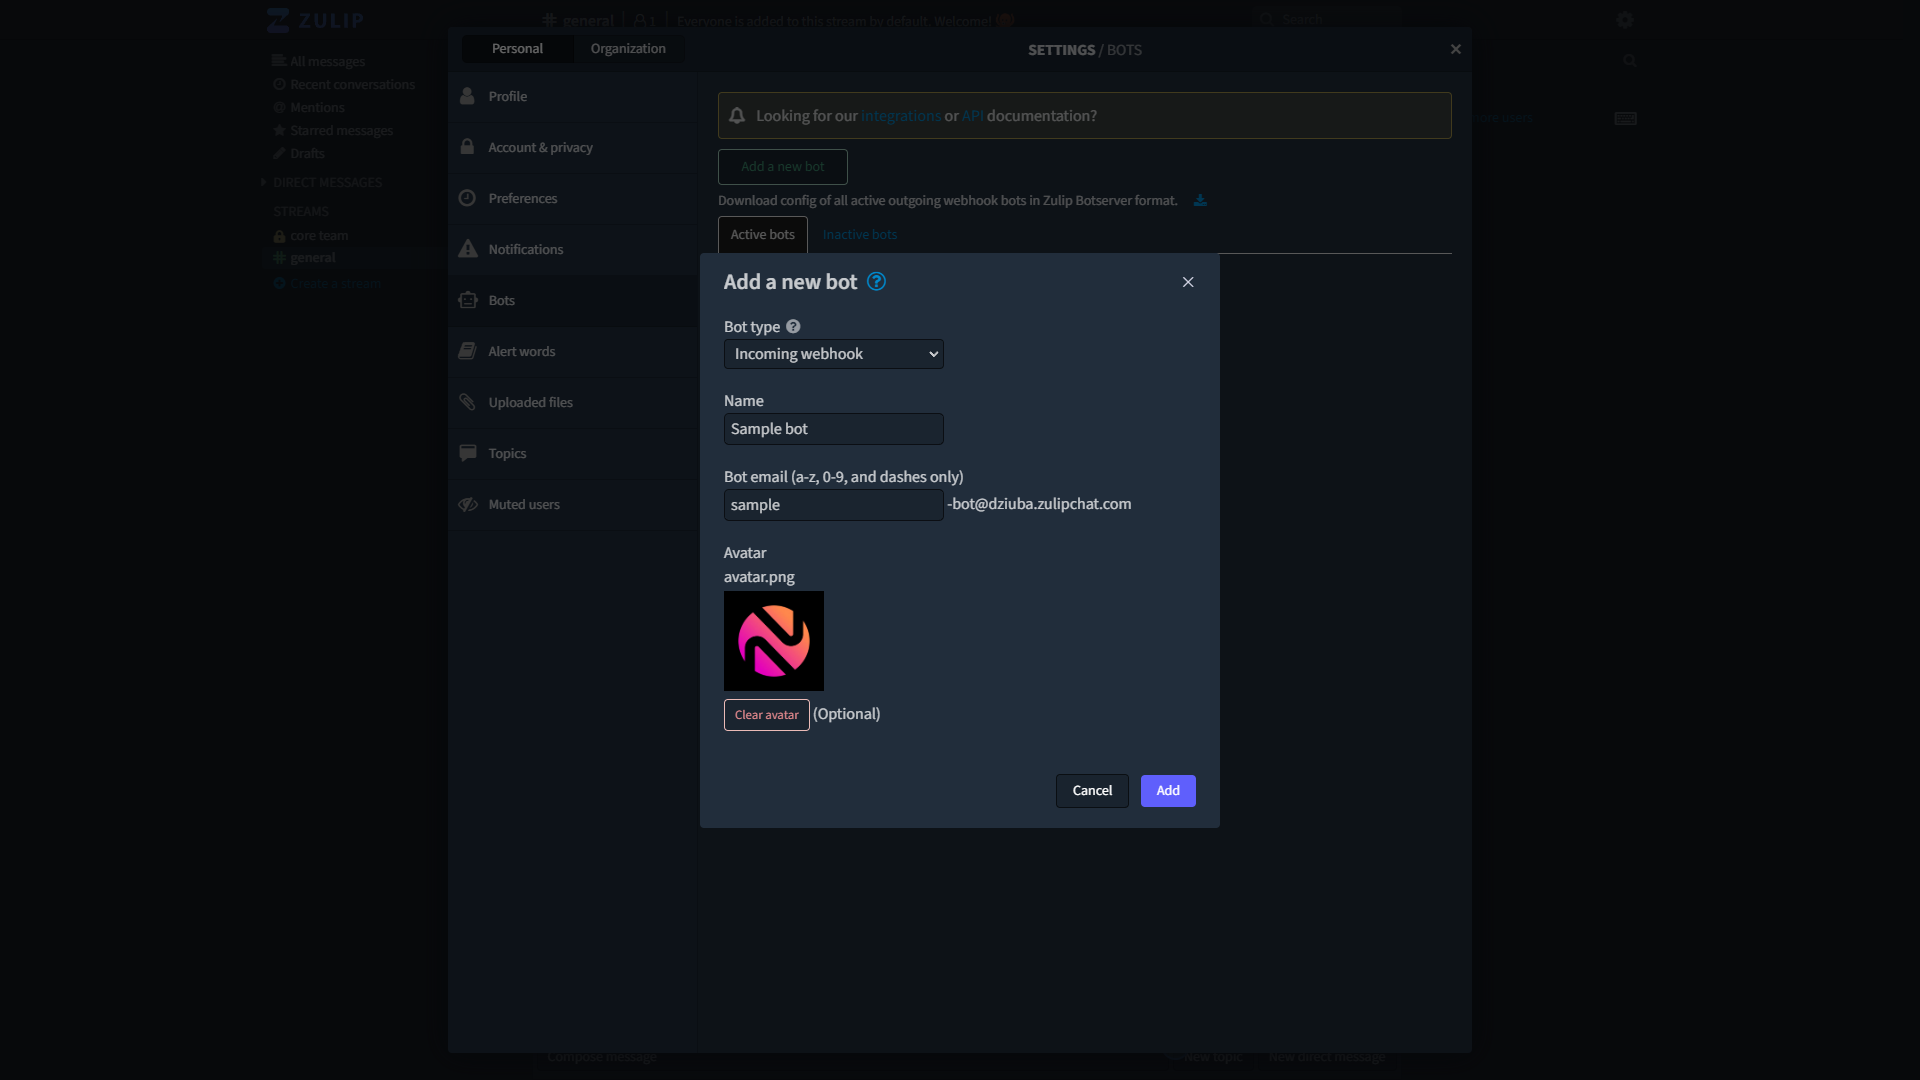 ZULIP
general
1
Everyone is added to this stream by default. Welcome!
Search
All messages
Recent conversations
Mentions
Starred messages
Drafts
DIRECT MESSAGES
STREAMS
core team
general
Create a stream
Personal
Organization
SETTINGS / BOTS
Profile
Account & privacy
Preferences
Notifications
Bots
Alert words
Uploaded files
Topics
Muted users
Looking for our integrations or API documentation?
Add a new bot
Download config of all active outgoing webhook bots in Zulip Botserver format.
Active bots
Inactive bots
Add a new bot
Bot type
Incoming webhook
Name
Sample bot
Bot email (a-z, 0-9, and dashes only)
sample
-bot@dziuba.zulipchat.com
Avatar
avatar.png
Clear avatar
(Optional)
Cancel
Add
Compose message
New topic
New direct message